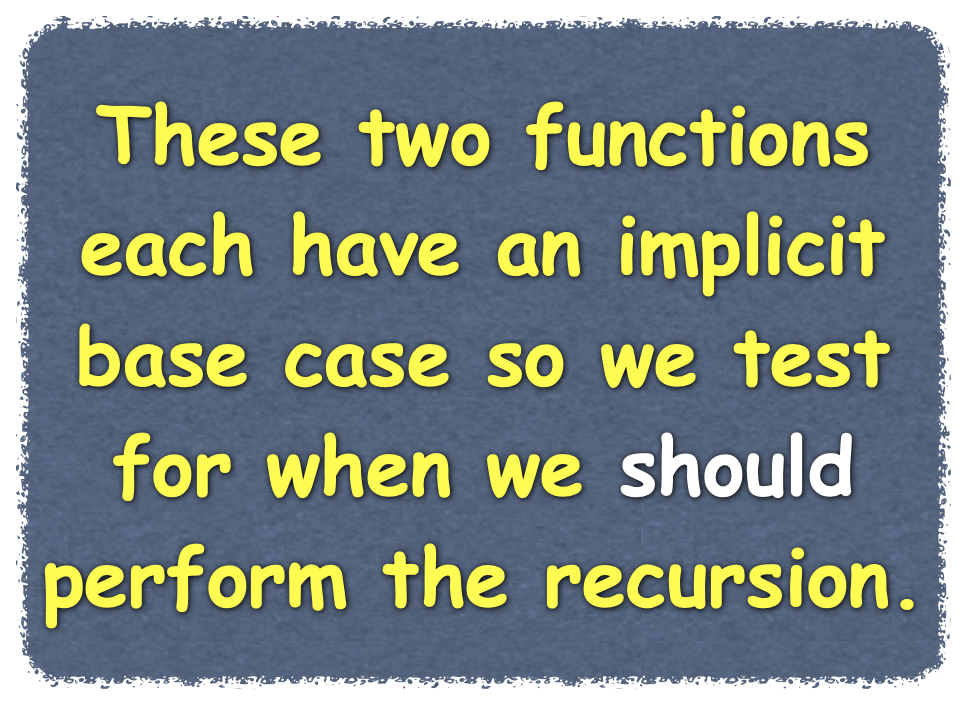 These two functions
each have an implicit
base case so we test
for when we should
perform the recursion.